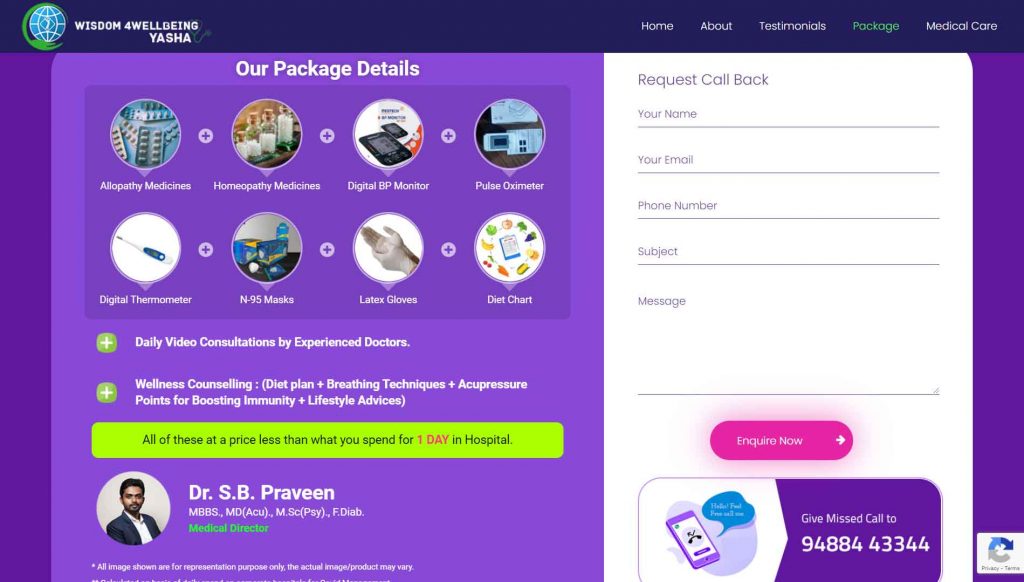 WISDOM 4WELLBEING
YASHA
Home About Testimonials Package Medical Care
Our Package Details
Allopathy Medicines Homeopathy Medicines Digital BP Monitor Pulse Oximeter
Digital Thermometer N-95 Masks Latex Gloves Diet Chart
Daily Video Consultations by Experienced Doctors.
Wellness Counselling : (Diet plan + Breathing Techniques + Acupressure
Points for Boosting Immunity + Lifestyle Advices)
All of these at a price less than what you spend for 1 DAY in Hospital.
Dr. S.B. Praveen
MBBS., MD(Acu)., M.Sc(Psy)., F.Diab.
Medical Director
* All image shown are for representation purpose only, the actual image/product may vary.
Request Call Back
Your Name
Your Email
Phone Number
Subject
Message
Enquire Now
Hello! Feel
Free call me
Give Missed Call to
94884 43344
Privacy - Terms